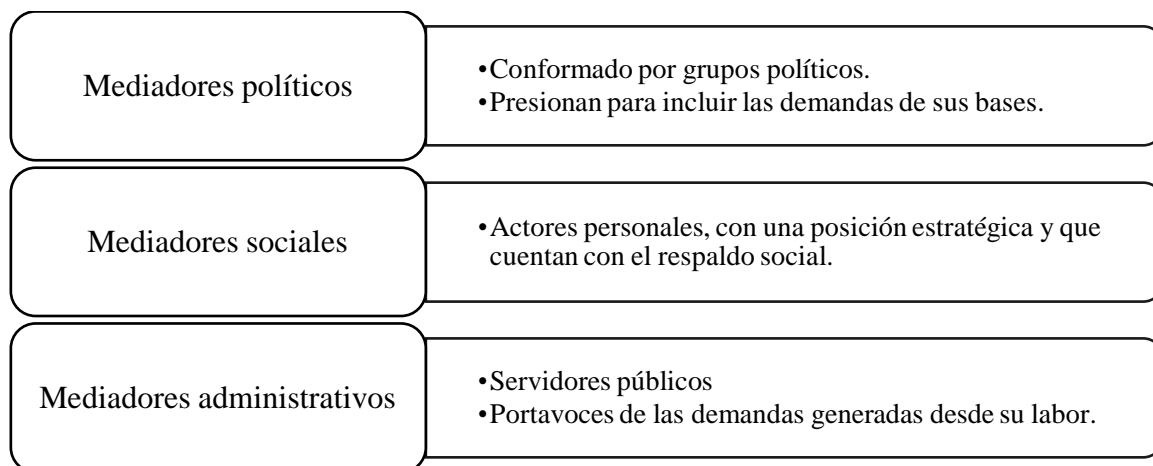 Mediadores políticos
•Conformado por grupos políticos.
•Presionan para incluir las demandas de sus bases.
Mediadores sociales
•Actores personales, con una posición estratégica y que
cuentan con el respaldo social.
Mediadores administrativos
•Servidores públicos
•Portavoces de las demandas generadas desde su labor.